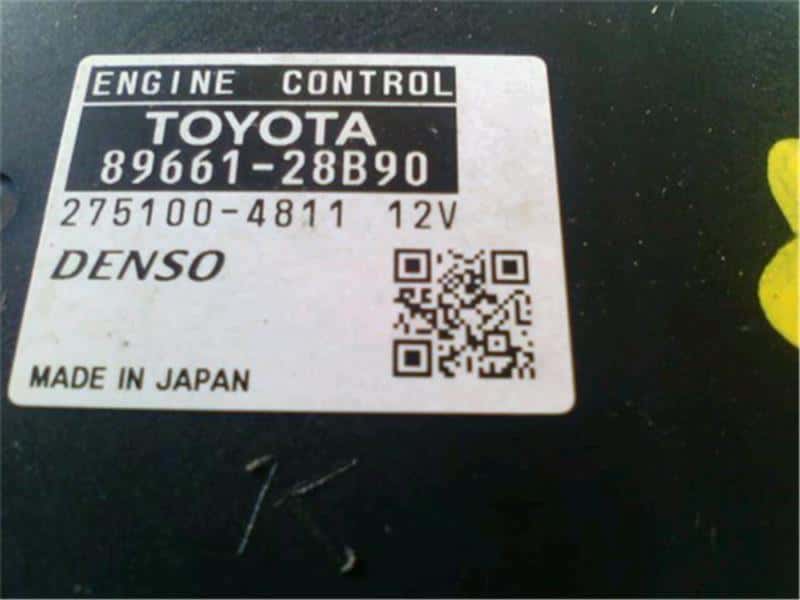 ENGINE CONTROL
TOYOTA
89661-28B90
275100-4811 12V
DENSO
MADE IN JAPAN
K